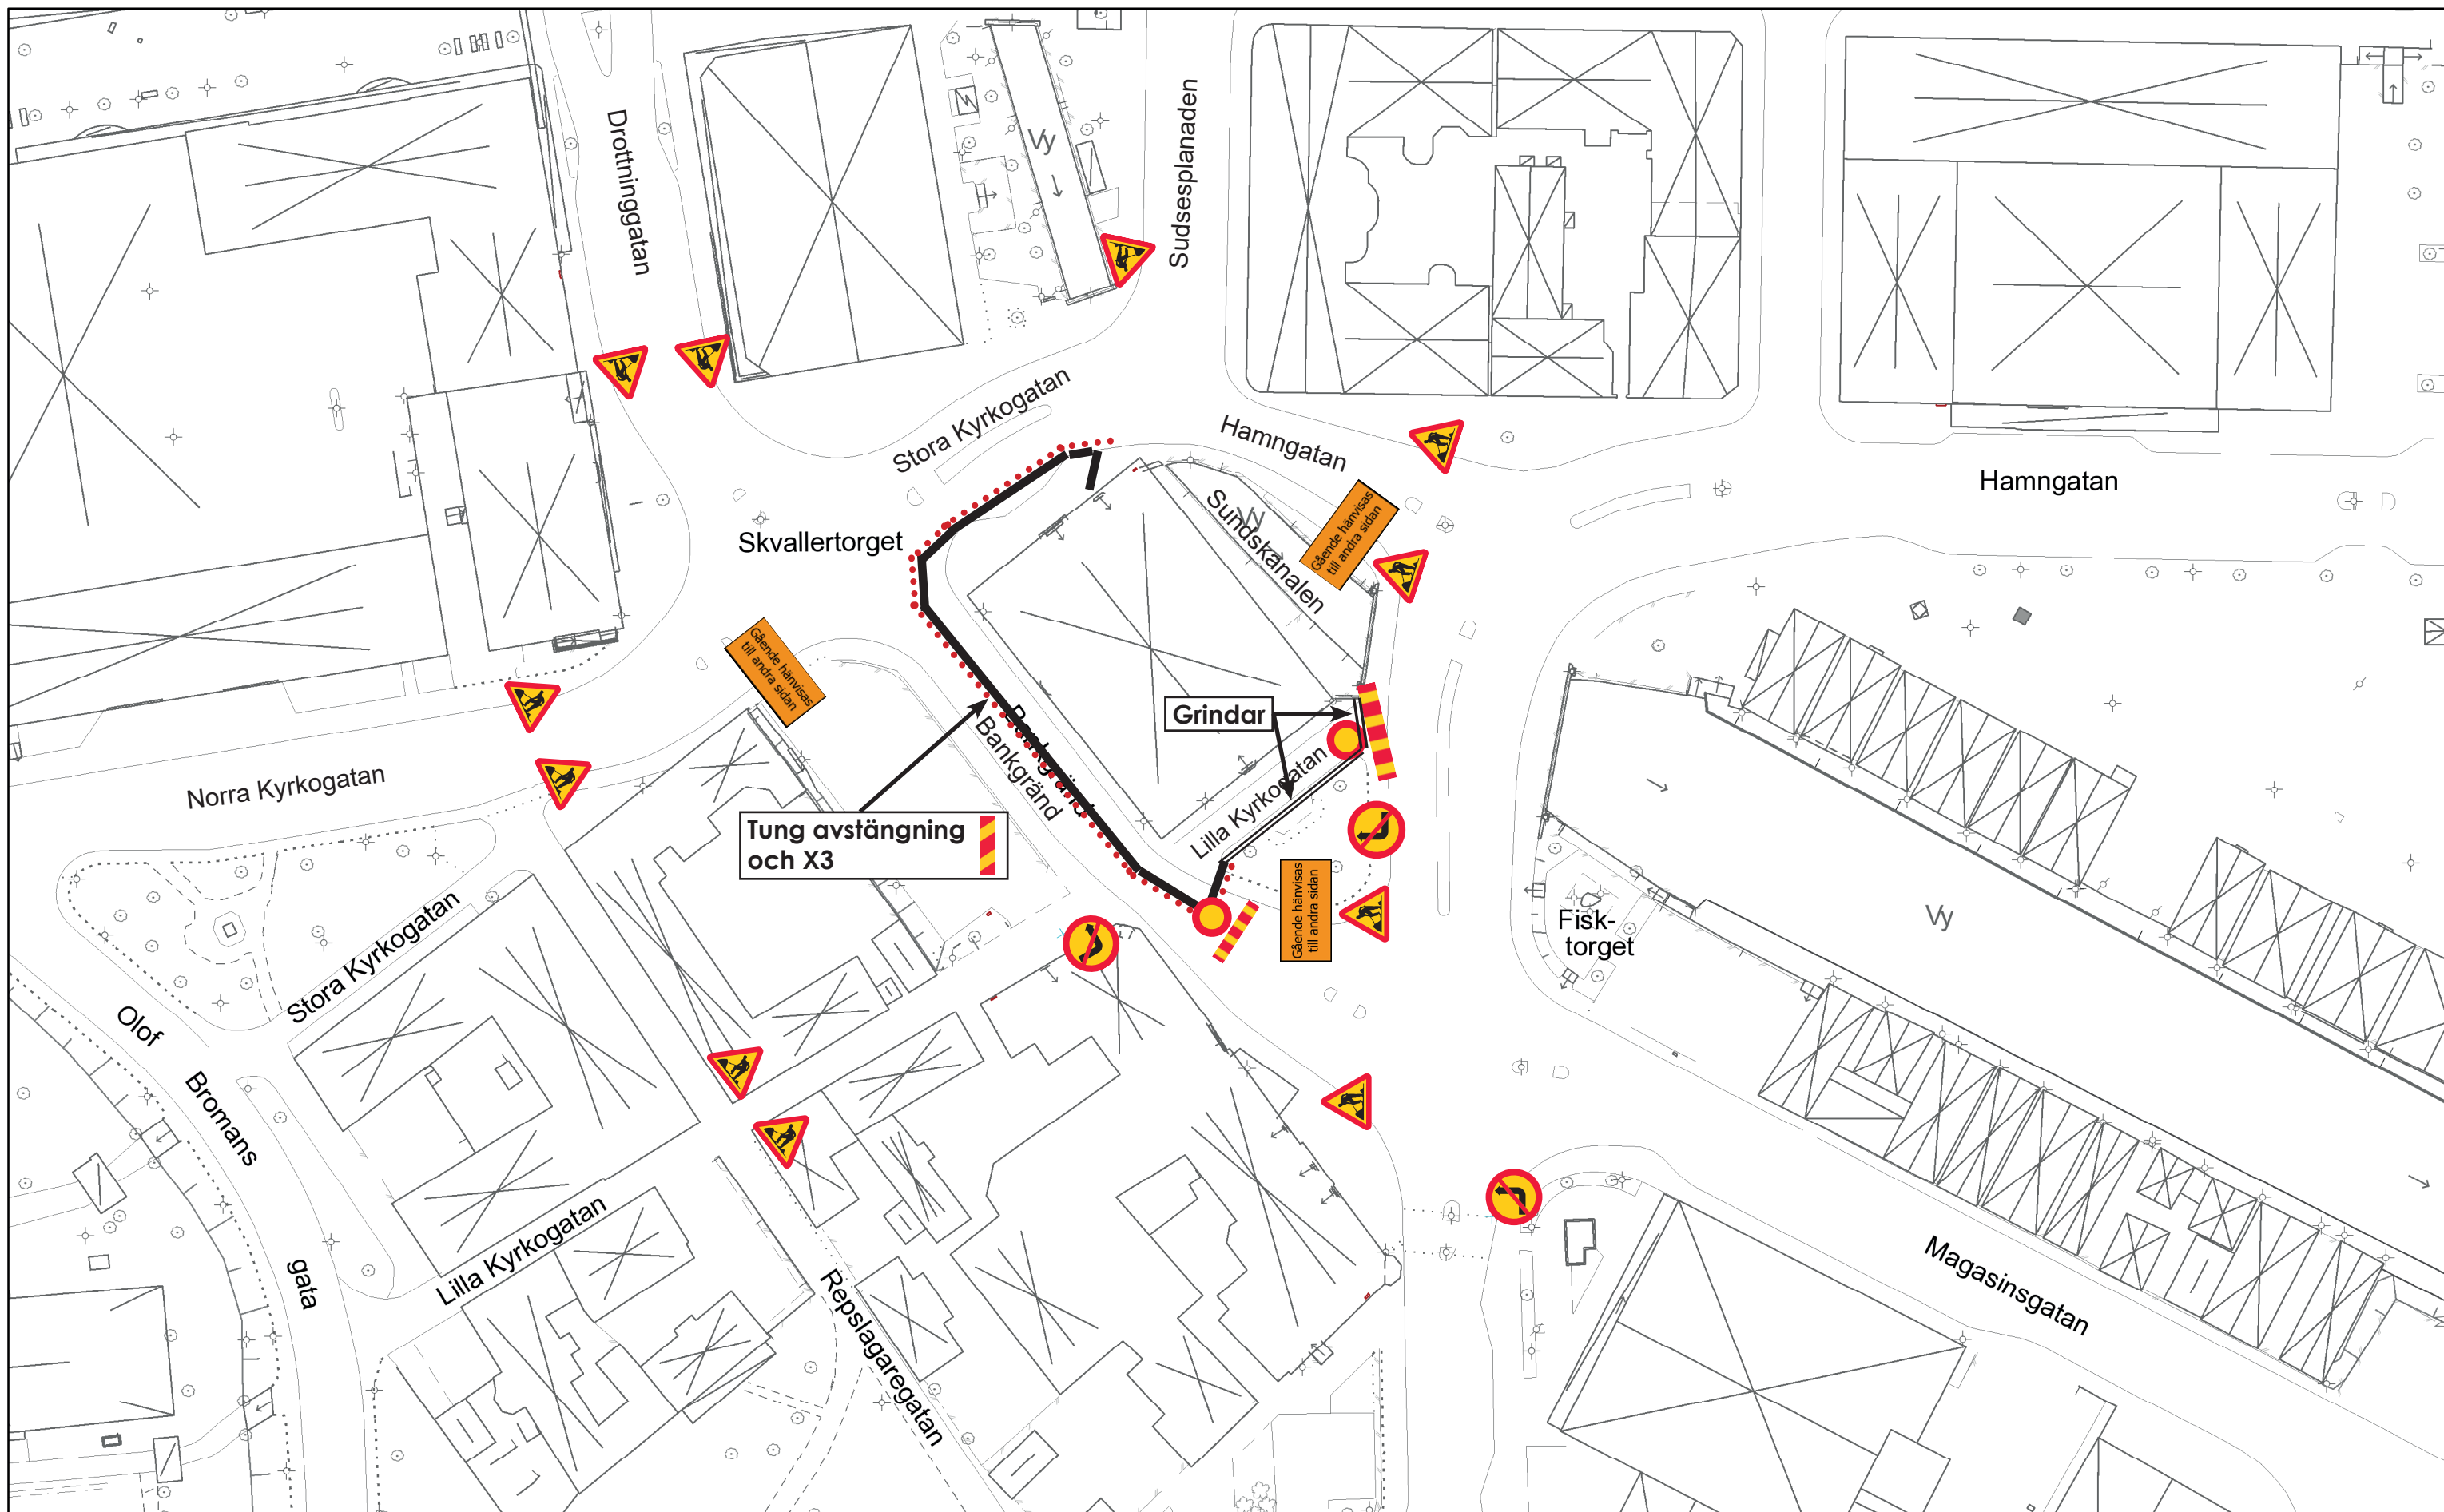 Drottninggatan
Vy
Sudsesplanaden
Stora Kyrkogatan
Hamngatan
Hamngatan
Skvallertorget
Sundskanalen
Vy
Gående hänvisas
till andra sidan
Gående hänvisas
till andra sidan
Grindar
Bankgränd
Bankgränd
Norra Kyrkogatan
Lilla Kyrkogatan
Tung avstängning
och X3
Gående hänvisas
till andra sidan
Fisk-
torget
Vy
Stora Kyrkogatan
Olof
Bromans
gata
Lilla Kyrkogatan
Repslagaregatan
Magasinsgatan